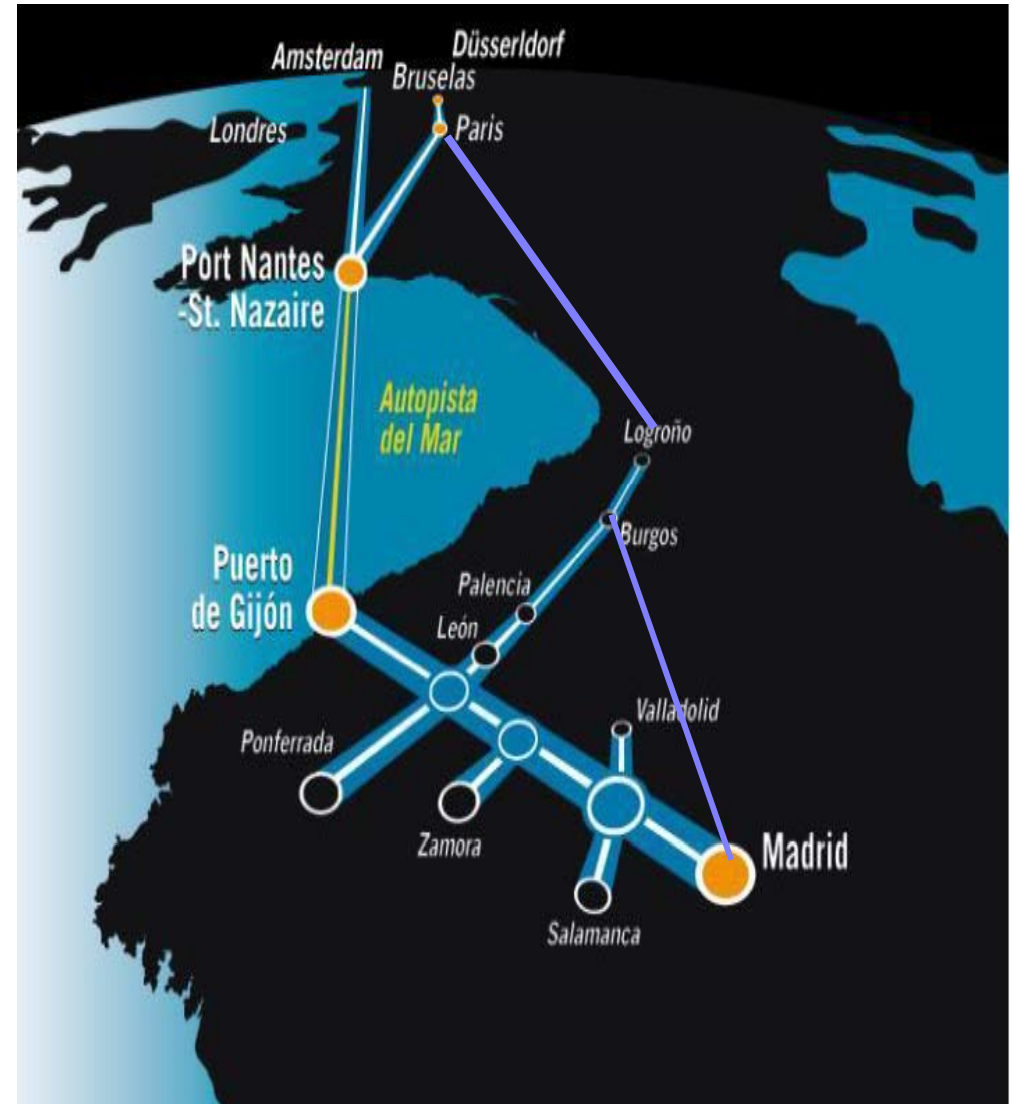 Amsterdam
Düsserldorf
Bruselas
Londres
Paris
Port Nantes
-St. Nazaire
Autopista
del Mar
Logroño
Burgos
Puerto
de Gijón
Palencia
León
Valladolid
Ponferrada
Zamora
Madrid
Salamanca